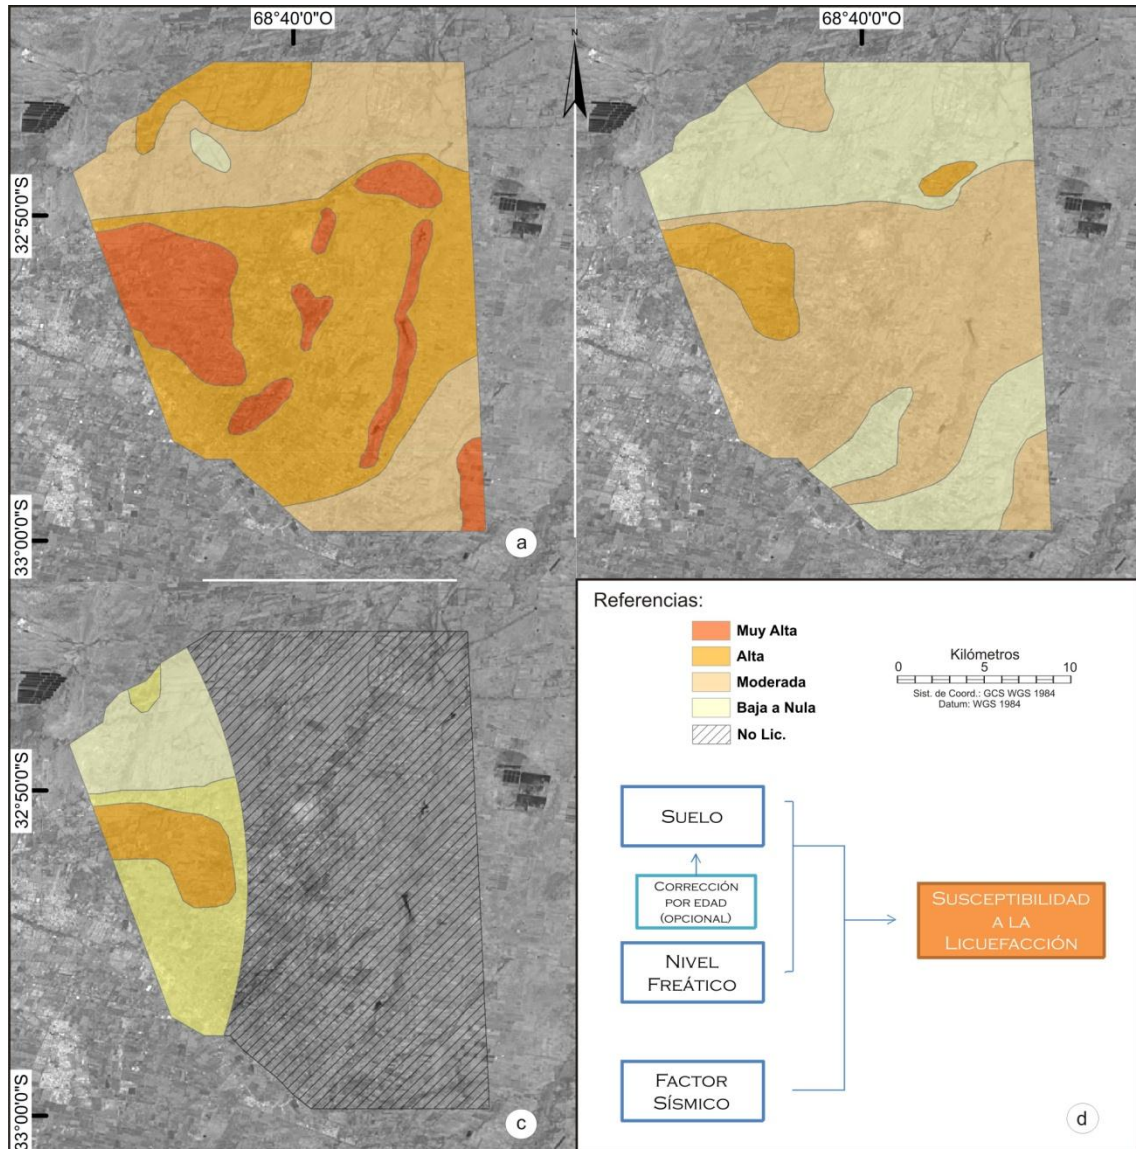 68°40'0"O
68°40'0"O
N
32°50'0"S
33°00'0"S
a
32°50'0"S
33°00'0"S
c
Referencias:
Muy Alta
Alta
Moderada
Baja a Nula
No Lic.
Kilómetros
0 5 10
Sist. de Coord.: GCS WGS 1984
Datum: WGS 1984
SUELO
CORRECCIÓN
POR EDAD
(OPCIONAL)
NIVEL
FREÁTICO
FACTOR
SÍSMICO
SUSCEPTIBILIDAD
A LA
LICUEFACCIÓN
d